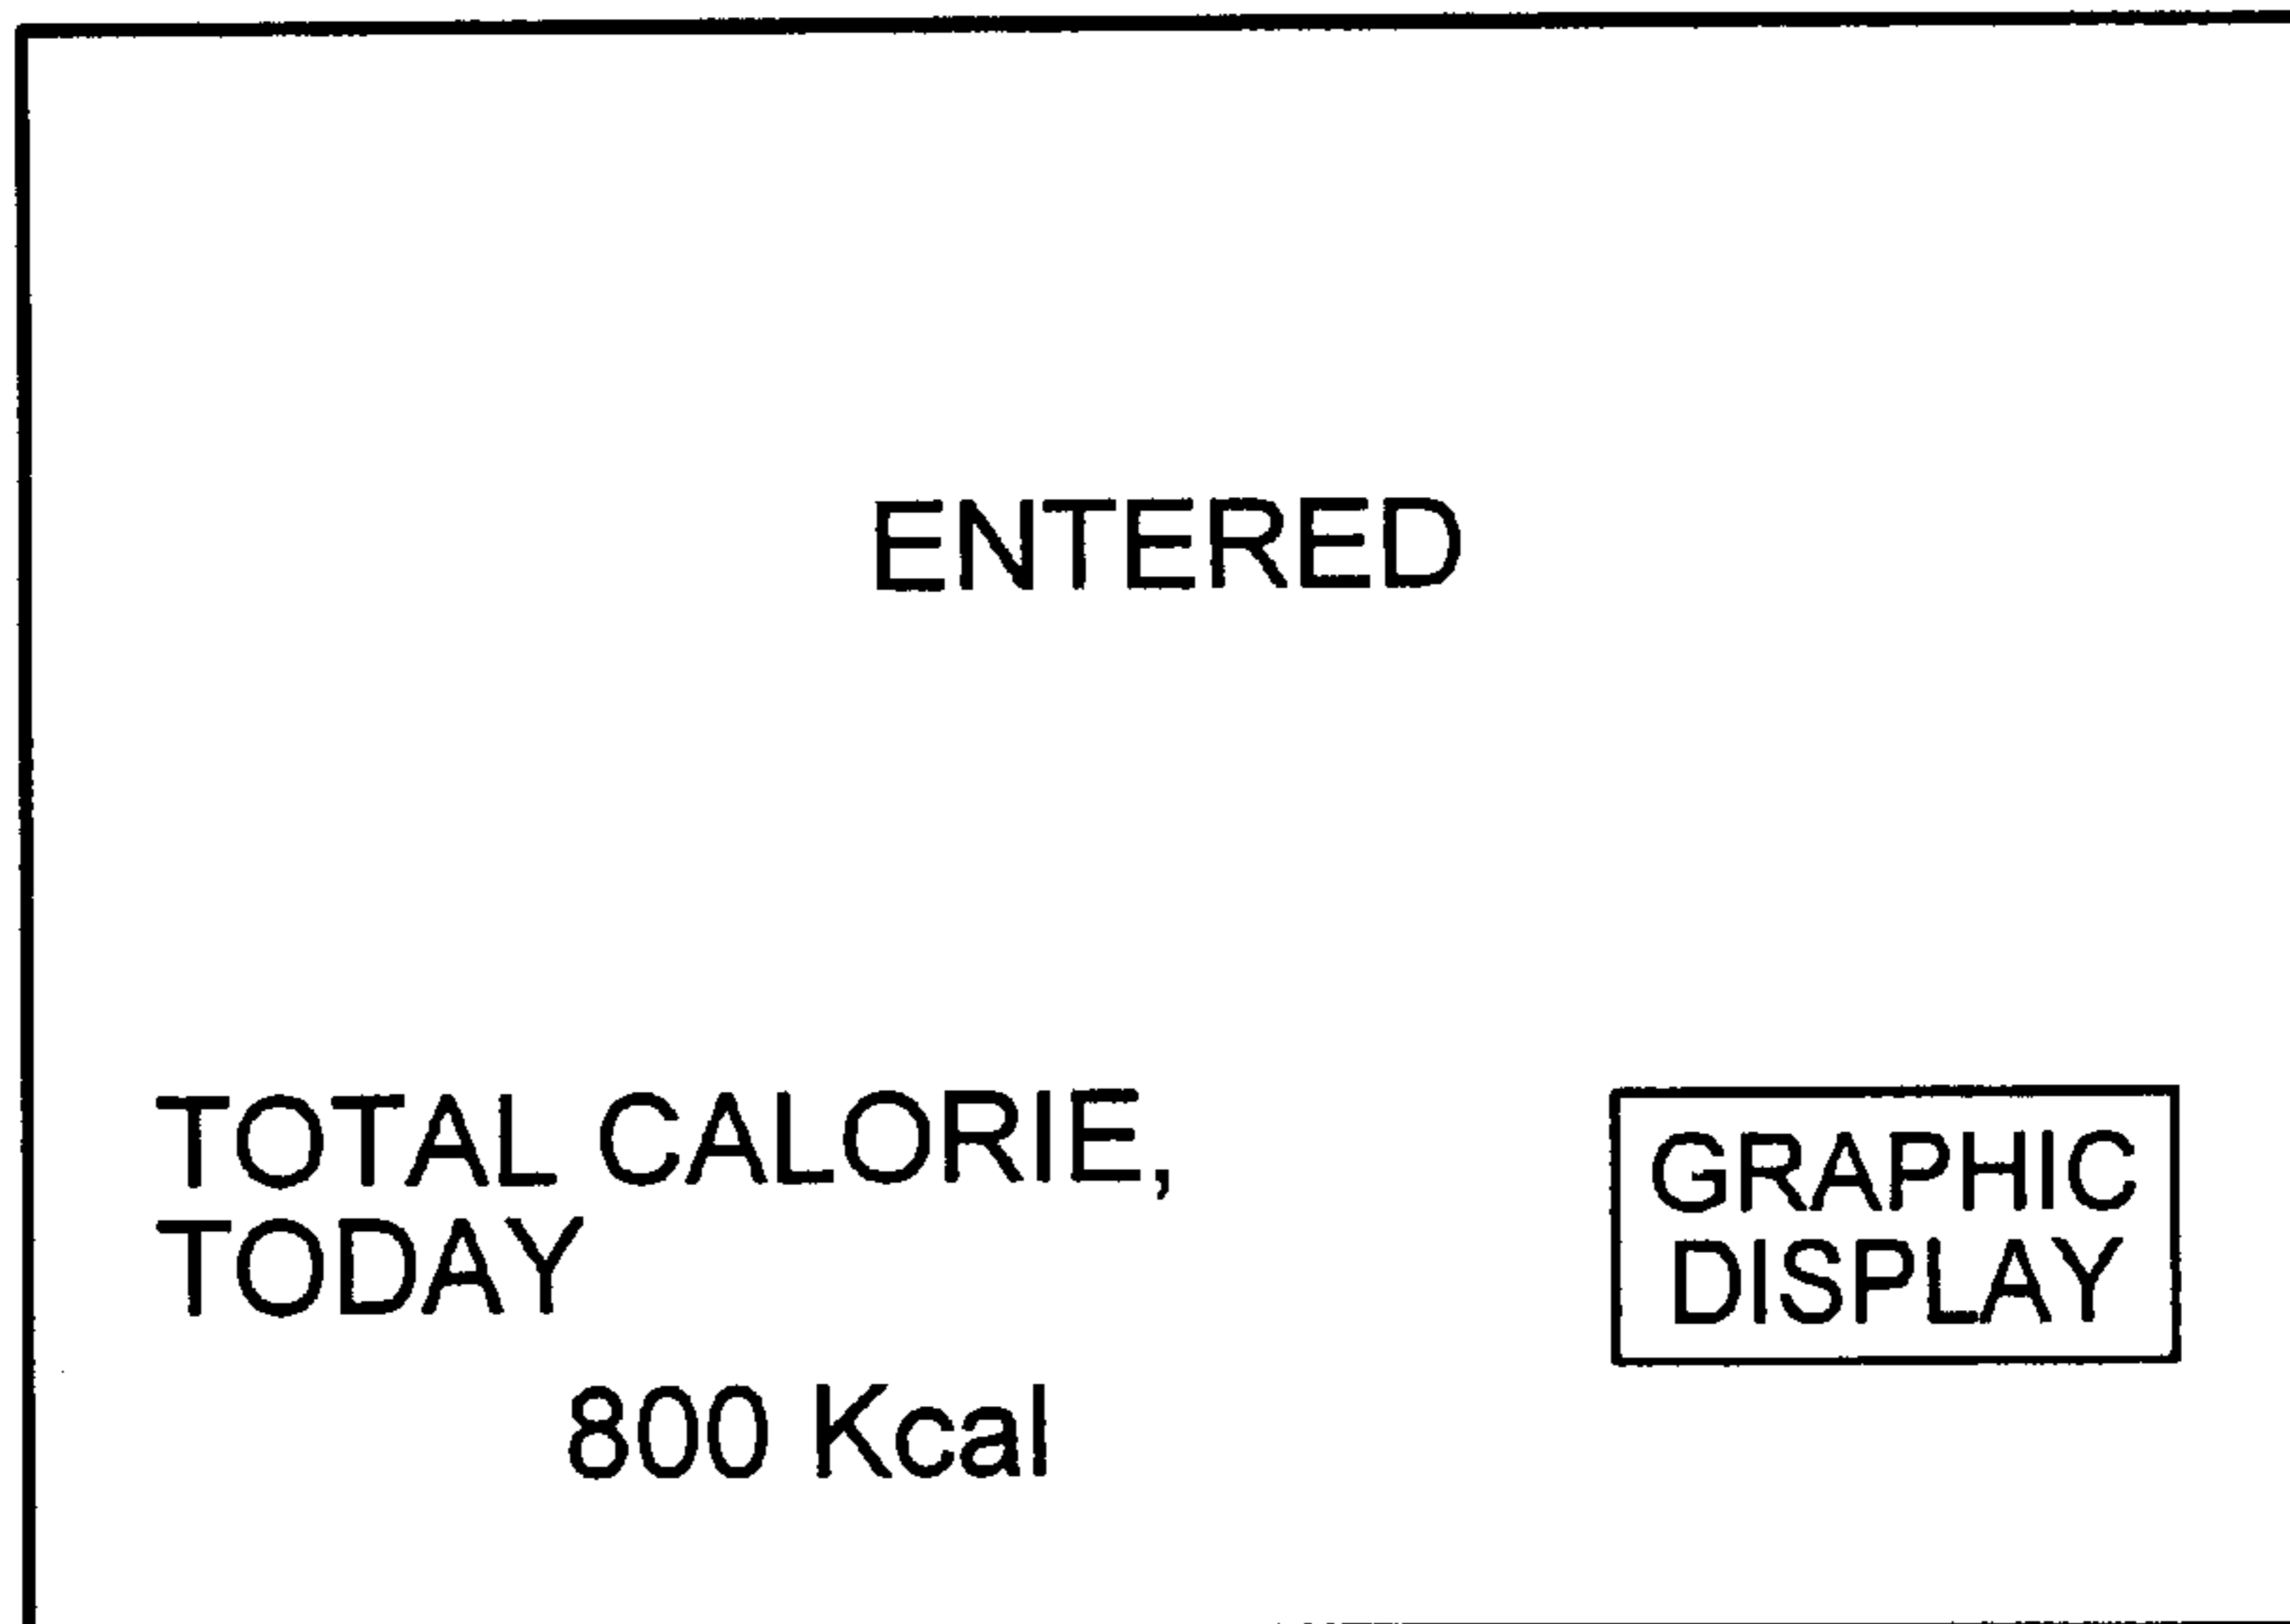 ENTERED
TOTAL CALORIE,
TODAY
800 Kcal
GRAPHIC
DISPLAY